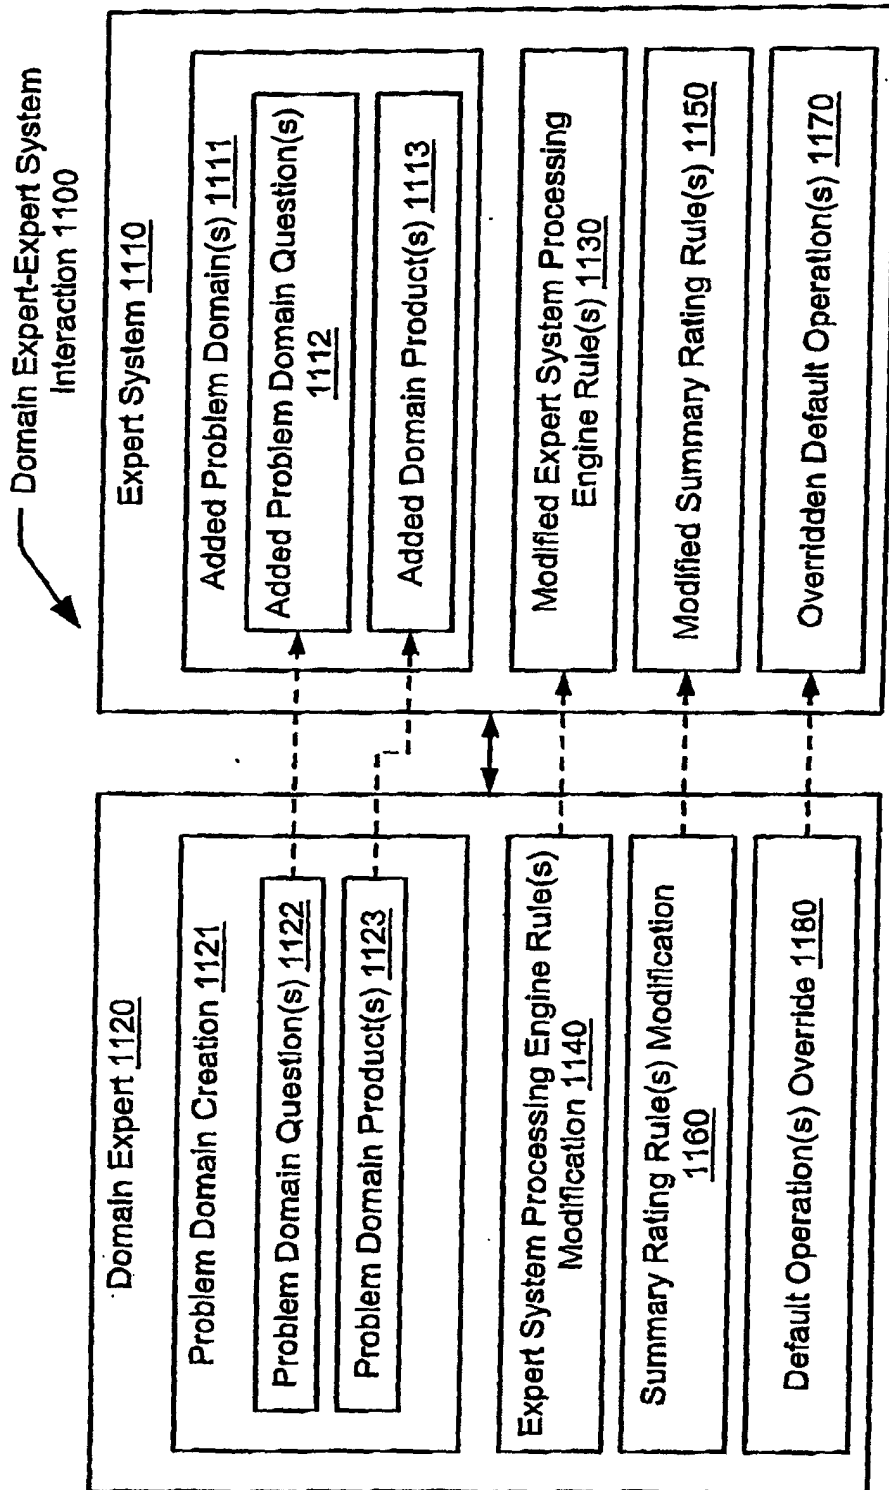 Domain Expert-Expert System
Interaction 1100
Domain Expert 1120
Problem Domain Creation 1121
Problem Domain Question(s) 1122
Problem Domain Product(s) 1123
Expert System Processing Engine Rule(s)
Modification 1140
Summary Rating Rule(s) Modification
1160
Default Operation(s) Override 1180
Expert System 1110
Added Problem Domain(s) 1111
Added Problem Domain Question(s)
1112
Added Domain Product(s) 1113
Modified Expert System Processing
Engine Rule(s) 1130
Modified Summary Rating Rule(s) 1150
Overridden Default Operation(s) 1170